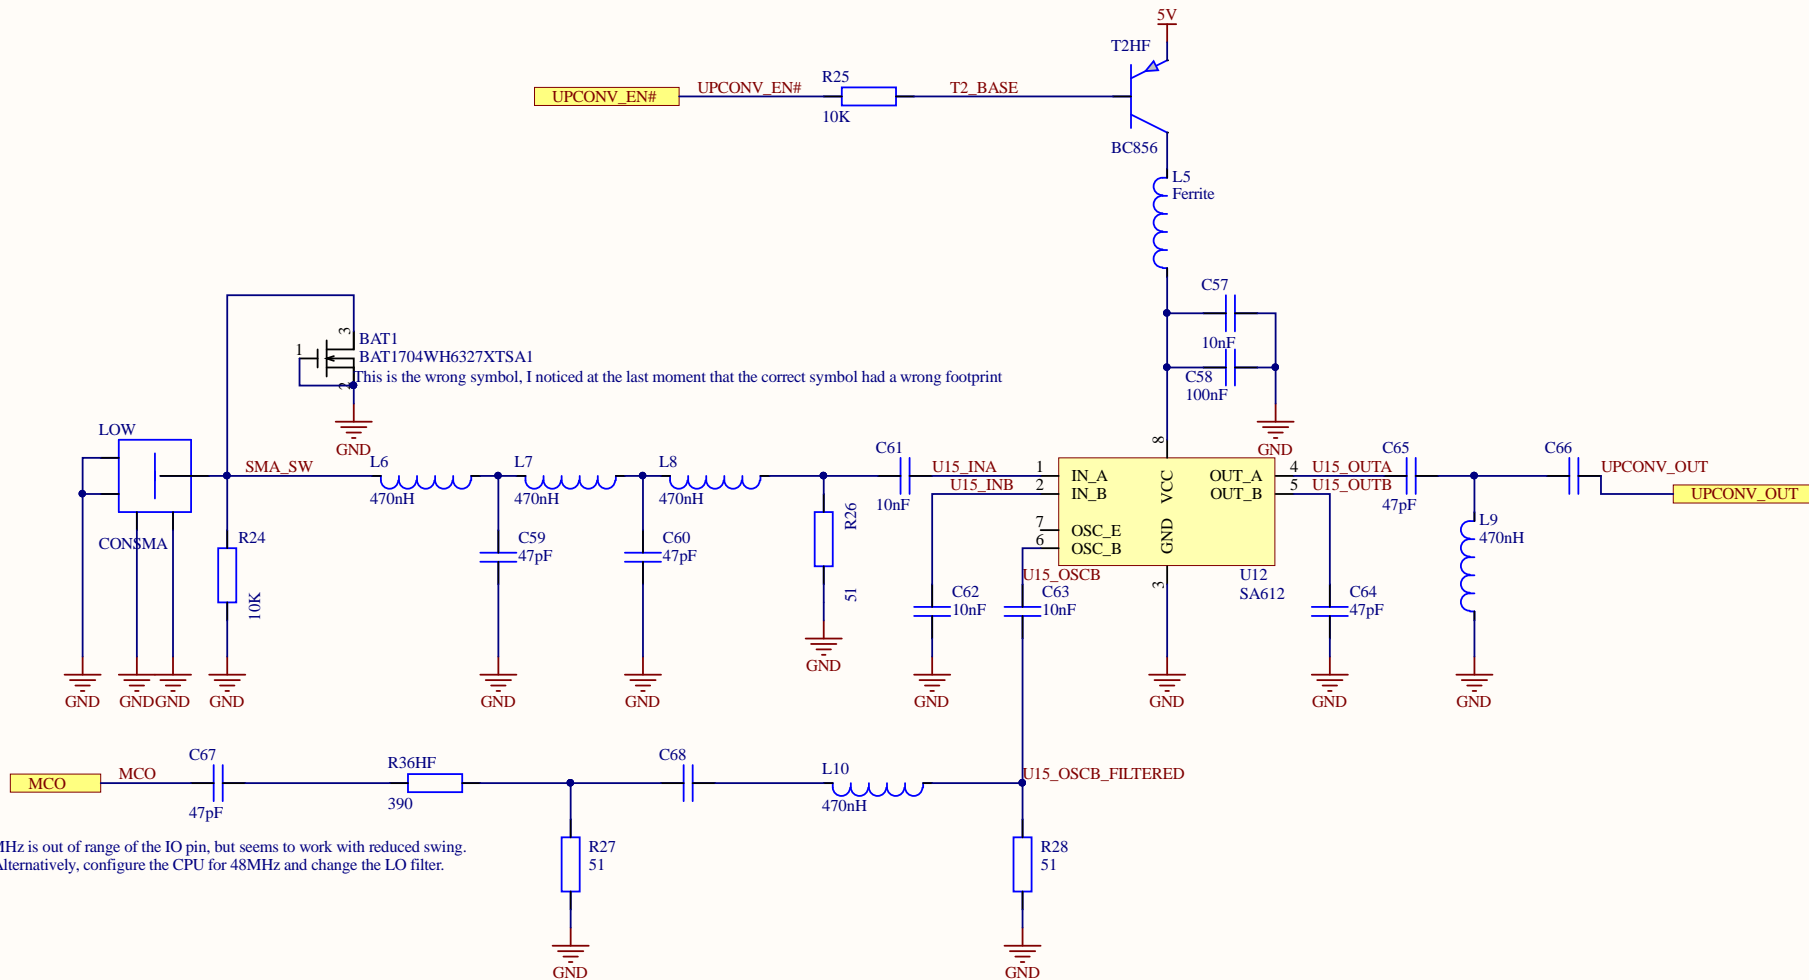 5V
T2HF
UPCONV_EN#
UPCONV_EN#
R25
10K
T2_BASE
BC856
L5
Ferrite
C57
10nF
C58
100nF
GND
3
1
2
BAT1
BAT1704WH6327XTSA1
This is the wrong symbol, I noticed at the last moment that the correct symbol had a wrong footprint
GND
LOW
CONSMA
SMA_SW
R24
10K
L6
470nH
L7
470nH
L8
470nH
C59
47pF
C60
47pF
R26
51
GND
C61
10nF
U15_INA
U15_INB
1
2
7
6
8
3
4
5
IN_A
IN_B
OSC_E
OSC_B
VCC
GND
OUT_A
OUT_B
U12
SA612
U15_OSCB
C62
10nF
C63
10nF
U15_OUTA
U15_OUTB
C65
47pF
C64
47pF
C66
L9
470nH
UPCONV_OUT
UPCONV_OUT
GND
GND
GND
GND
GND
GND
GND
GND
GND
GND
MCO
MCO
C67
47pF
R36HF
390
C68
L10
470nH
U15_OSCB_FILTERED
R27
51
R28
51
GND
GND
MHz is out of range of the IO pin, but seems to work with reduced swing.
Alternatively, configure the CPU for 48MHz and change the LO filter.